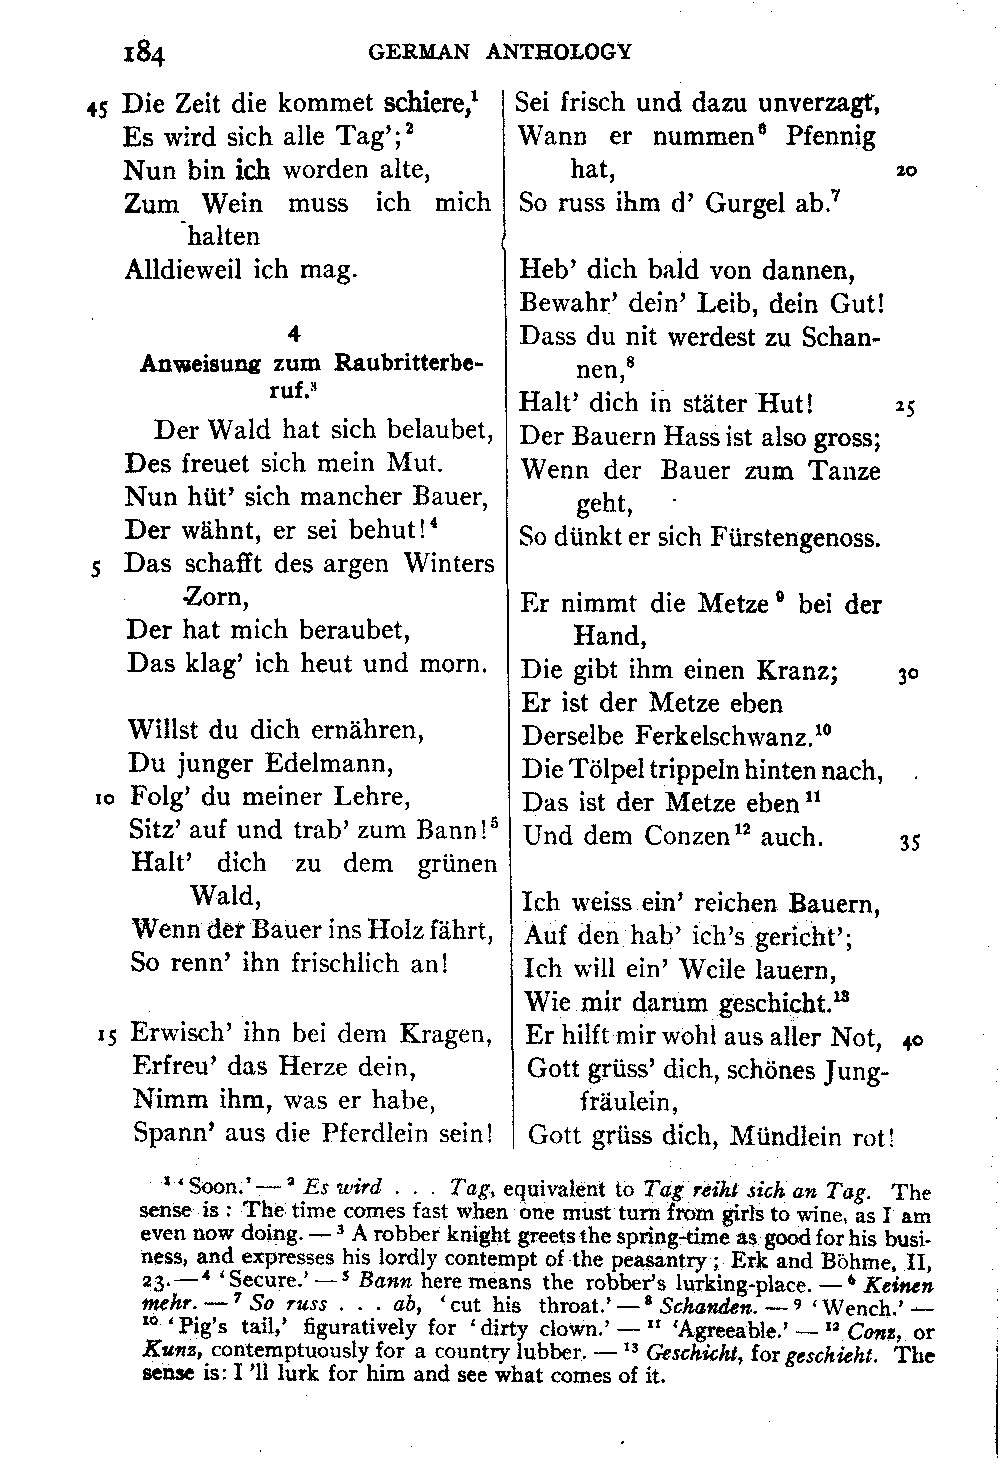 184 GERMAN ANTHOLOGY
45 Die Zeit die kommet schiere,¹
Es wird sich alle Tag’;²
Nun bin ich worden alte,
Zum Wein muss ich mich
halten
Alldieweil ich mag.
4
Anweisung zum Raubritterbe-
ruf.³
Der Wald hat sich belaubet,
Des freuet sich mein Mut.
Nun hüt’ sich mancher Bauer,
Der wähnt, er sei behut!⁴
5 Das schafft des argen Winters
Zorn,
Der hat mich beraubet,
Das klag’ ich heut und morn.
Willst du dich ernähren,
Du junger Edelmann,
10 Folg’ du meiner Lehre,
Sitz’ auf und trab’ zum Bann!⁵
Halt’ dich zu dem grünen
Wald,
Wenn der Bauer ins Holz fährt,
So renn’ ihn frischlich an!
15 Erwisch’ ihn bei dem Kragen,
Erfreu’ das Herze dein,
Nimm ihm, was er habe,
Spann’ aus die Pferdlein sein!
Sei frisch und dazu unverzagt,
Wann er nummen⁶ Pfennig
hat, 20
So russ ihm d’ Gurgel ab.⁷
Heb’ dich bald von dannen,
Bewahr’ dein’ Leib, dein Gut!
Dass du nit werdest zu Schan-
nen,⁸
Halt’ dich in stäter Hut! 25
Der Bauern Hass ist also gross;
Wenn der Bauer zum Tanze
geht,
So dünkt er sich Fürstengenoss.
Er nimmt die Metze⁹ bei der
Hand,
Die gibt ihm einen Kranz; 30
Er ist der Metze eben
Derselbe Ferkelschwanz.¹⁰
Die Tölpel trippeln hinten nach,
Das ist der Metze eben¹¹
Und dem Conzen¹² auch. 35
Ich weiss ein’ reichen Bauern,
Auf den hab’ ich’s gericht’;
Ich will ein’ Weile lauern,
Wie mir darum geschicht.¹³
Er hilft mir wohl aus aller Not, 40
Gott grüss’ dich, schönes Jung-
fräulein,
Gott grüss dich, Mündlein rot!
¹ ‘Soon.’ — ² Es wird . . . Tag, equivalent to Tag reiht sich an Tag. The
sense is : The time comes fast when one must turn from girls to wine, as I am
even now doing. — ³ A robber knight greets the spring-time as good for his busi-
ness, and expresses his lordly contempt of the peasantry ; Erk and Böhme, II,
23. — ⁴ ‘Secure.’ — ⁵ Bann here means the robber’s lurking-place. — ⁶ Keinen
mehr. — ⁷ So russ . . . ab, ‘cut his throat.’ — ⁸ Schanden. — ⁹ ‘Wench.’ —
¹⁰ ‘Pig’s tail,’ figuratively for ‘dirty clown.’ — ¹¹ ‘Agreeable.’ — ¹² Conz, or
Kunz, contemptuously for a country lubber. — ¹³ Geschicht, for geschieht. The
sense is: I ’ll lurk for him and see what comes of it.